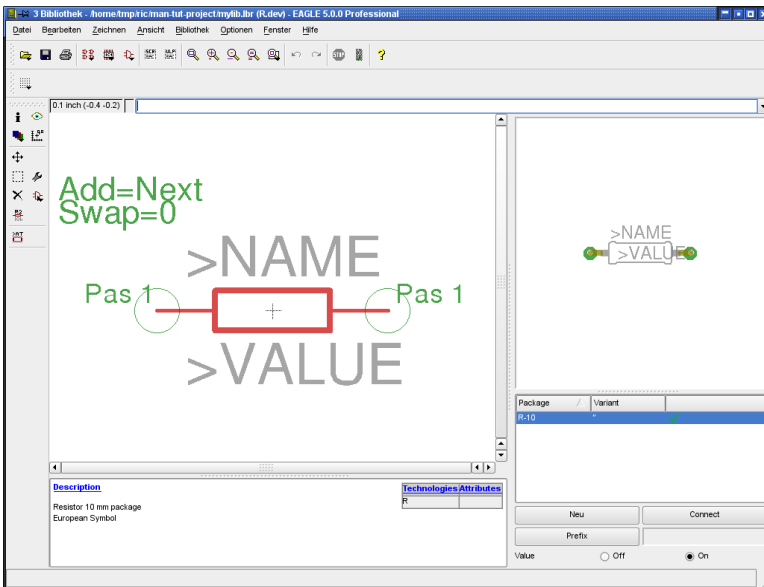 3 Bibliothek - /home/tmp/ric/man-tut-project/mylib.lbr (R.dev) - EAGLE 5.0.0 Professional
Datei Bearbeiten Zeichnen Ansicht Bibliothek Optionen Fenster Hilfe
0.1 inch (-0.4 -0.2)
Add=Next
Swap=0
>NAME
Pas 1 Pas 1
>VALUE
>NAME
>VALUE
Package Variant
R-10 ''
Description
Resistor 10 mm package
European Symbol
Technologies Attributes
R
Neu Connect
Prefix
Value Off On